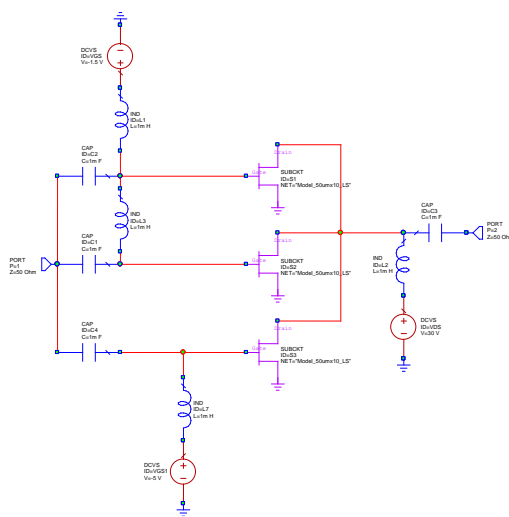 DCVS
ID=VGS
V=-1.5 V
IND
ID=L1
L=1m H
CAP
ID=C2
C=1m F
Drain
Gate
SUBCKT
ID=S1
NET="Model_50umx10_LS"
IND
ID=L3
L=1m H
CAP
ID=C3
C=1m F
PORT
P=2
Z=50 Oh
CAP
ID=C1
C=1m F
Drain
Gate
SUBCKT
ID=S2
NET="Model_50umx10_LS"
PORT
P=1
Z=50 Ohm
IND
ID=L2
L=1m H
CAP
ID=C4
C=1m F
Drain
Gate
SUBCKT
ID=S3
NET="Model_50umx10_LS"
DCVS
ID=VDS
V=30 V
IND
ID=L7
L=1m H
DCVS
ID=VGS1
V=-5 V